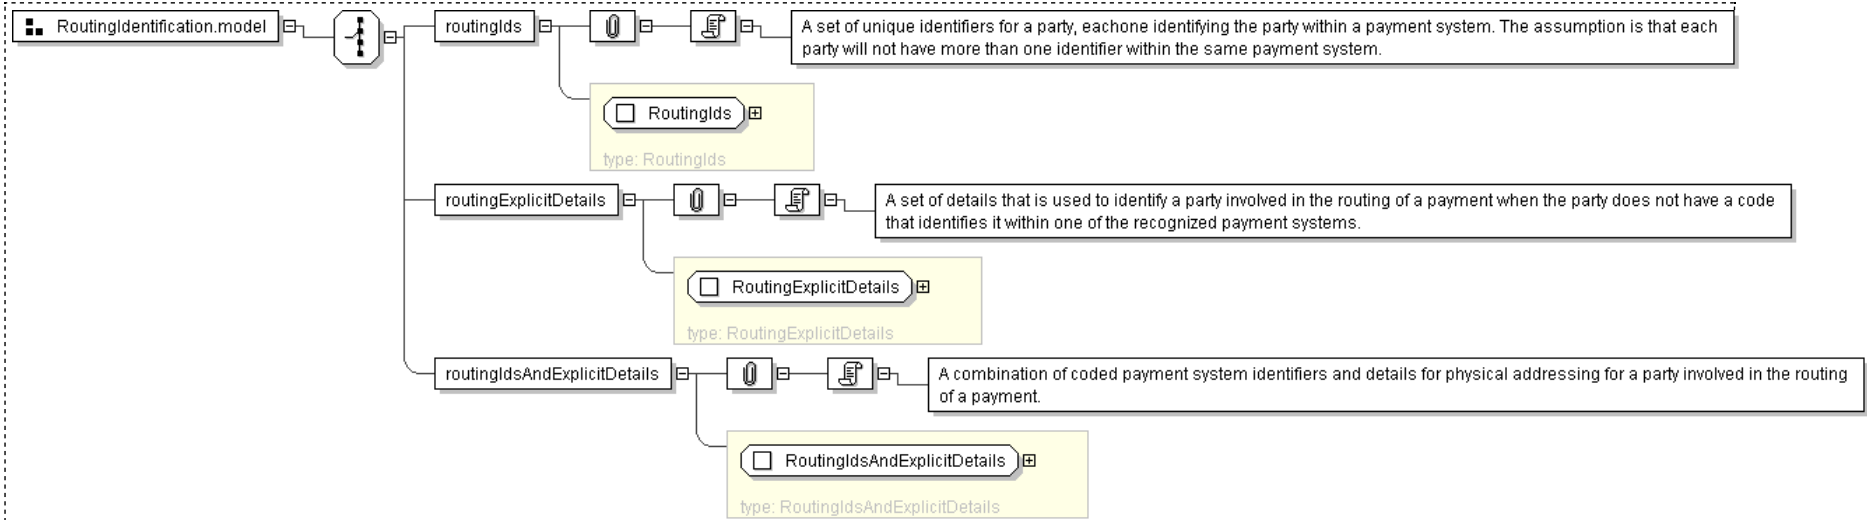 RoutingIdentification.model
routingIds
A set of unique identifiers for a party, eachone identifying the party within a payment system. The assumption is that each
party will not have more than one identifier within the same payment system.
RoutingIds
type: RoutingIds
routingExplicitDetails
A set of details that is used to identify a party involved in the routing of a payment when the party does not have a code
that identifies it within one of the recognized payment systems.
RoutingExplicitDetails
type: RoutingExplicitDetails
routingIdsAndExplicitDetails
A combination of coded payment system identifiers and details for physical addressing for a party involved in the routing
of a payment.
RoutingIdsAndExplicitDetails
type: RoutingIdsAndExplicitDetails